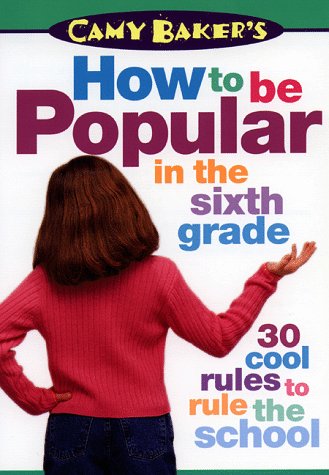 CAMY BAKER'S
How to be
Popular
in the
sixth
grade
30
cool
rules to
rule the
school